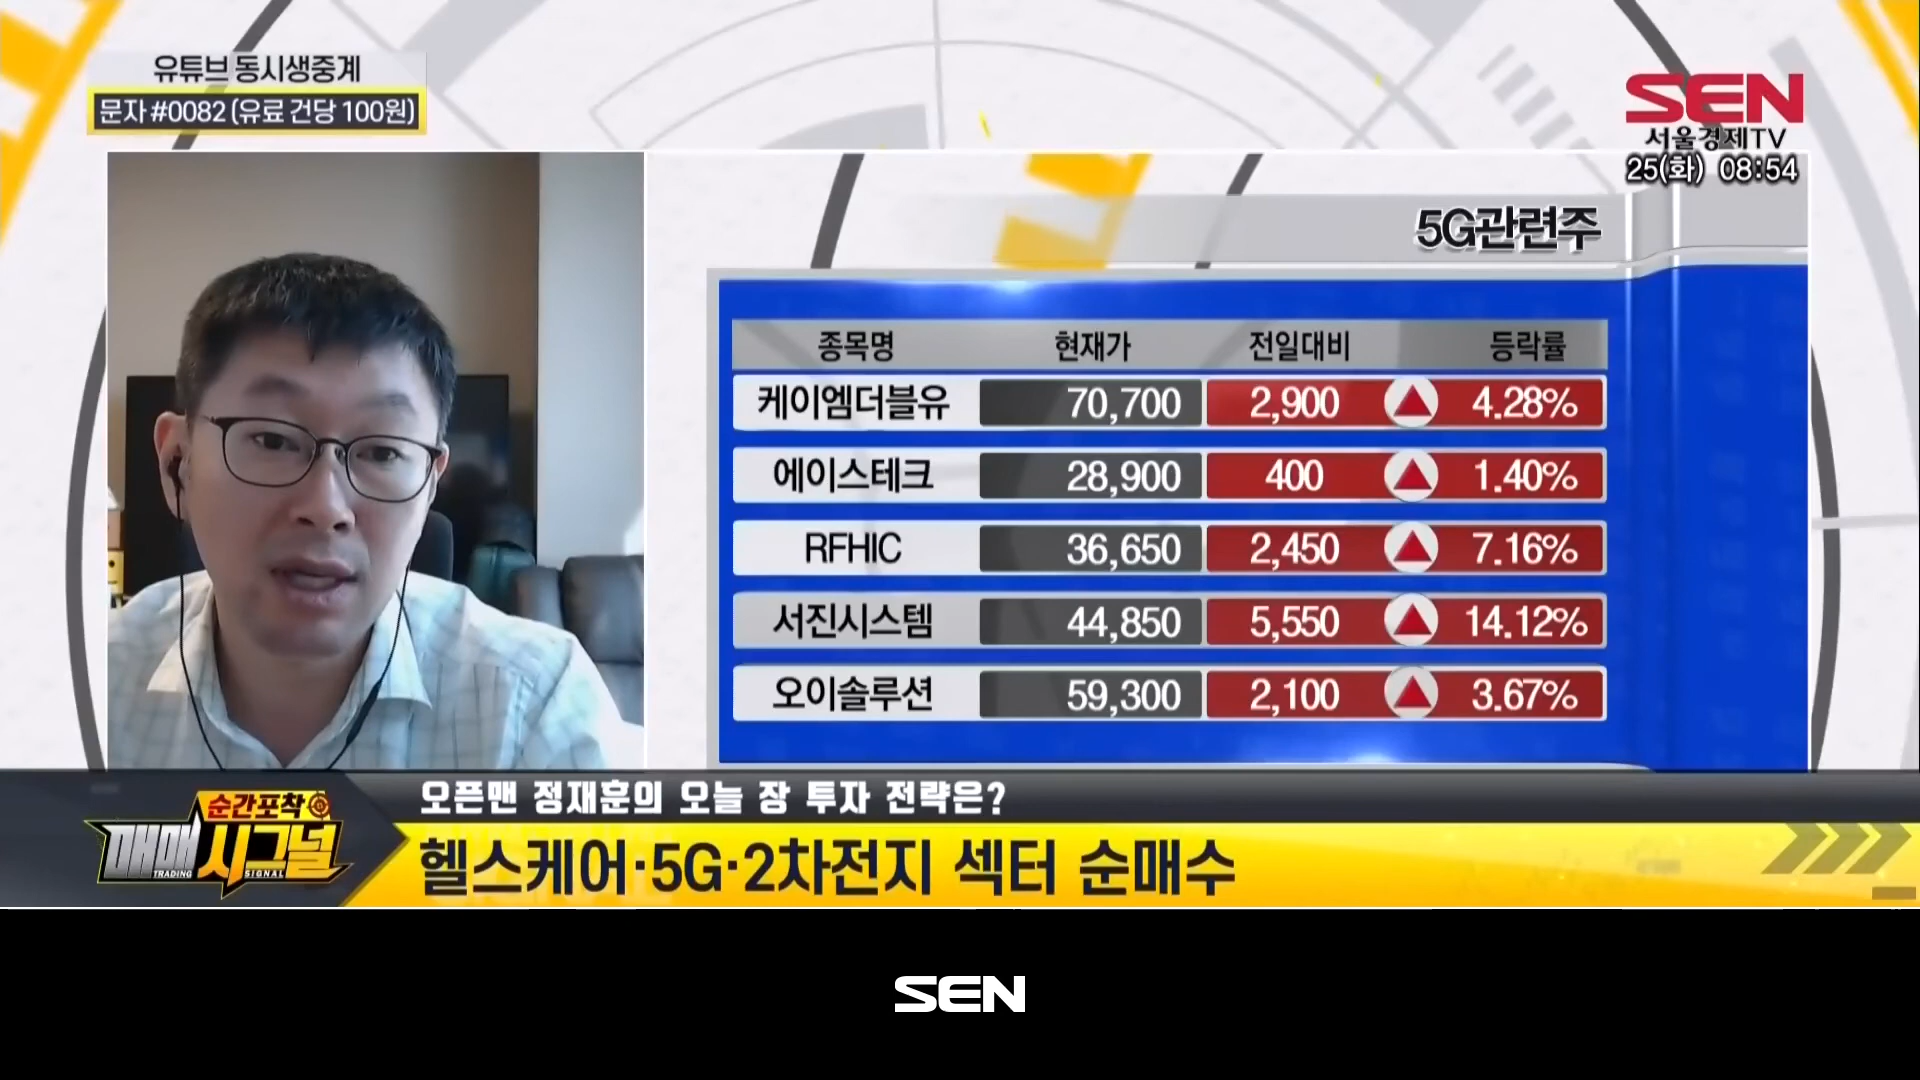 유튜브 동시생중계
문자 #0082 (유료 건당 100원)
SEN
서울경제TV
25(화) 08:54
5G관련주
종목명 현재가 전일대비 등락률
케이엠더블유 70,700 2,900 ▲ 4.28%
에이스테크 28,900 400 ▲ 1.40%
RFHIC 36,650 2,450 ▲ 7.16%
서진시스템 44,850 5,550 ▲ 14.12%
오이솔루션 59,300 2,100 ▲ 3.67%
순간포착
매매 시그널
TRADING SIGNAL
오픈맨 정재훈의 오늘 장 투자 전략은?
헬스케어·5G·2차전지 섹터 순매수
SEN